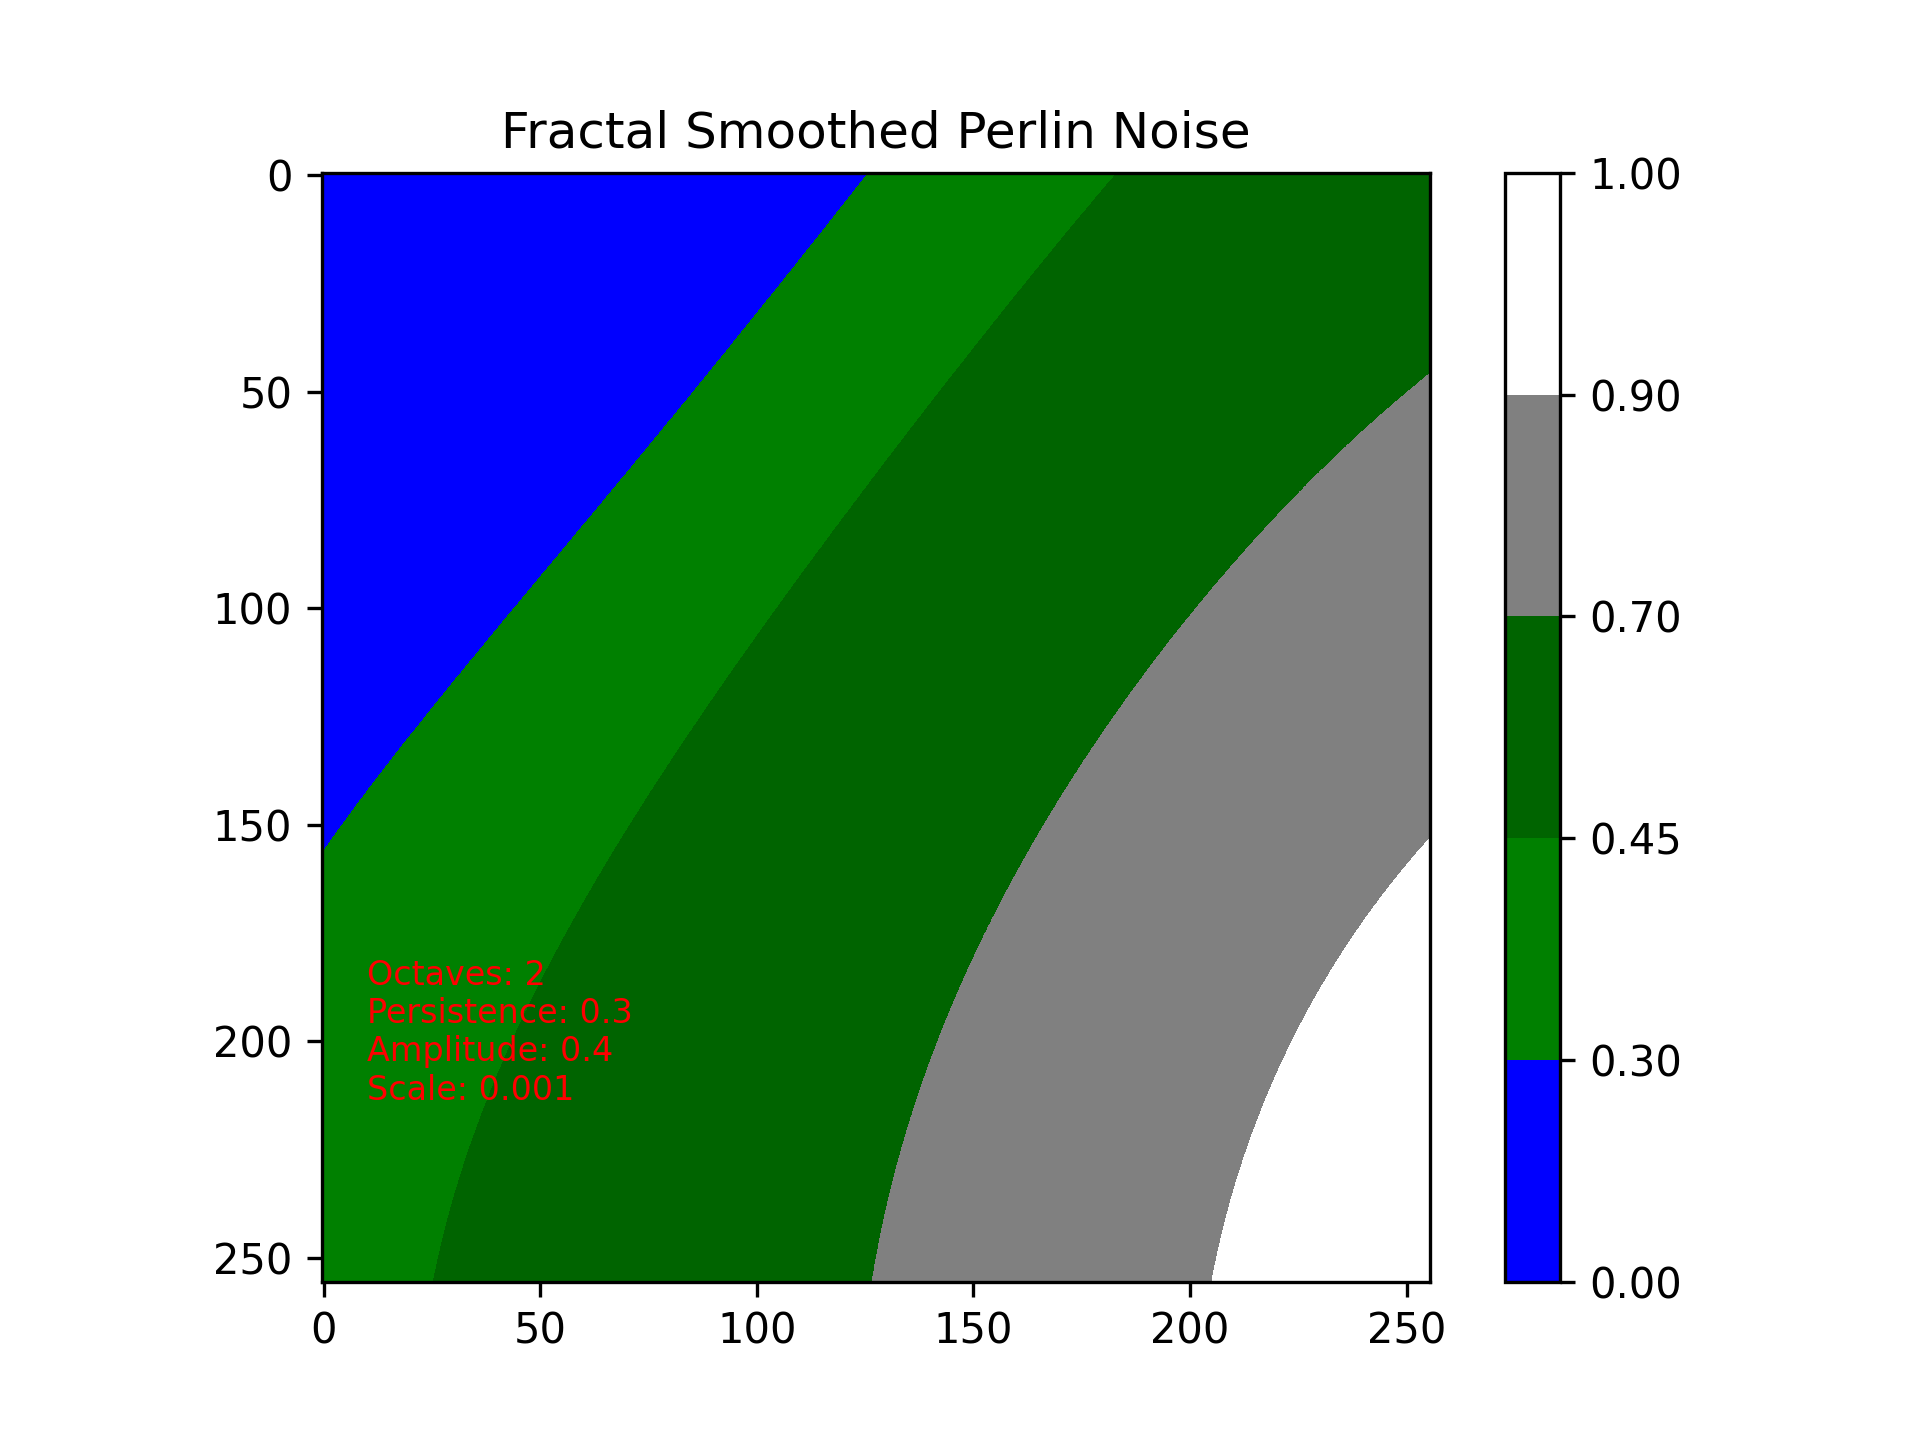 Fractal Smoothed Perlin Noise
0
50
100
150
200
250
Octaves: 2
Persistence: 0.3
Amplitude: 0.4
Scale: 0.001
0 50 100 150 200 250
1.00
0.90
0.70
0.45
0.30
0.00